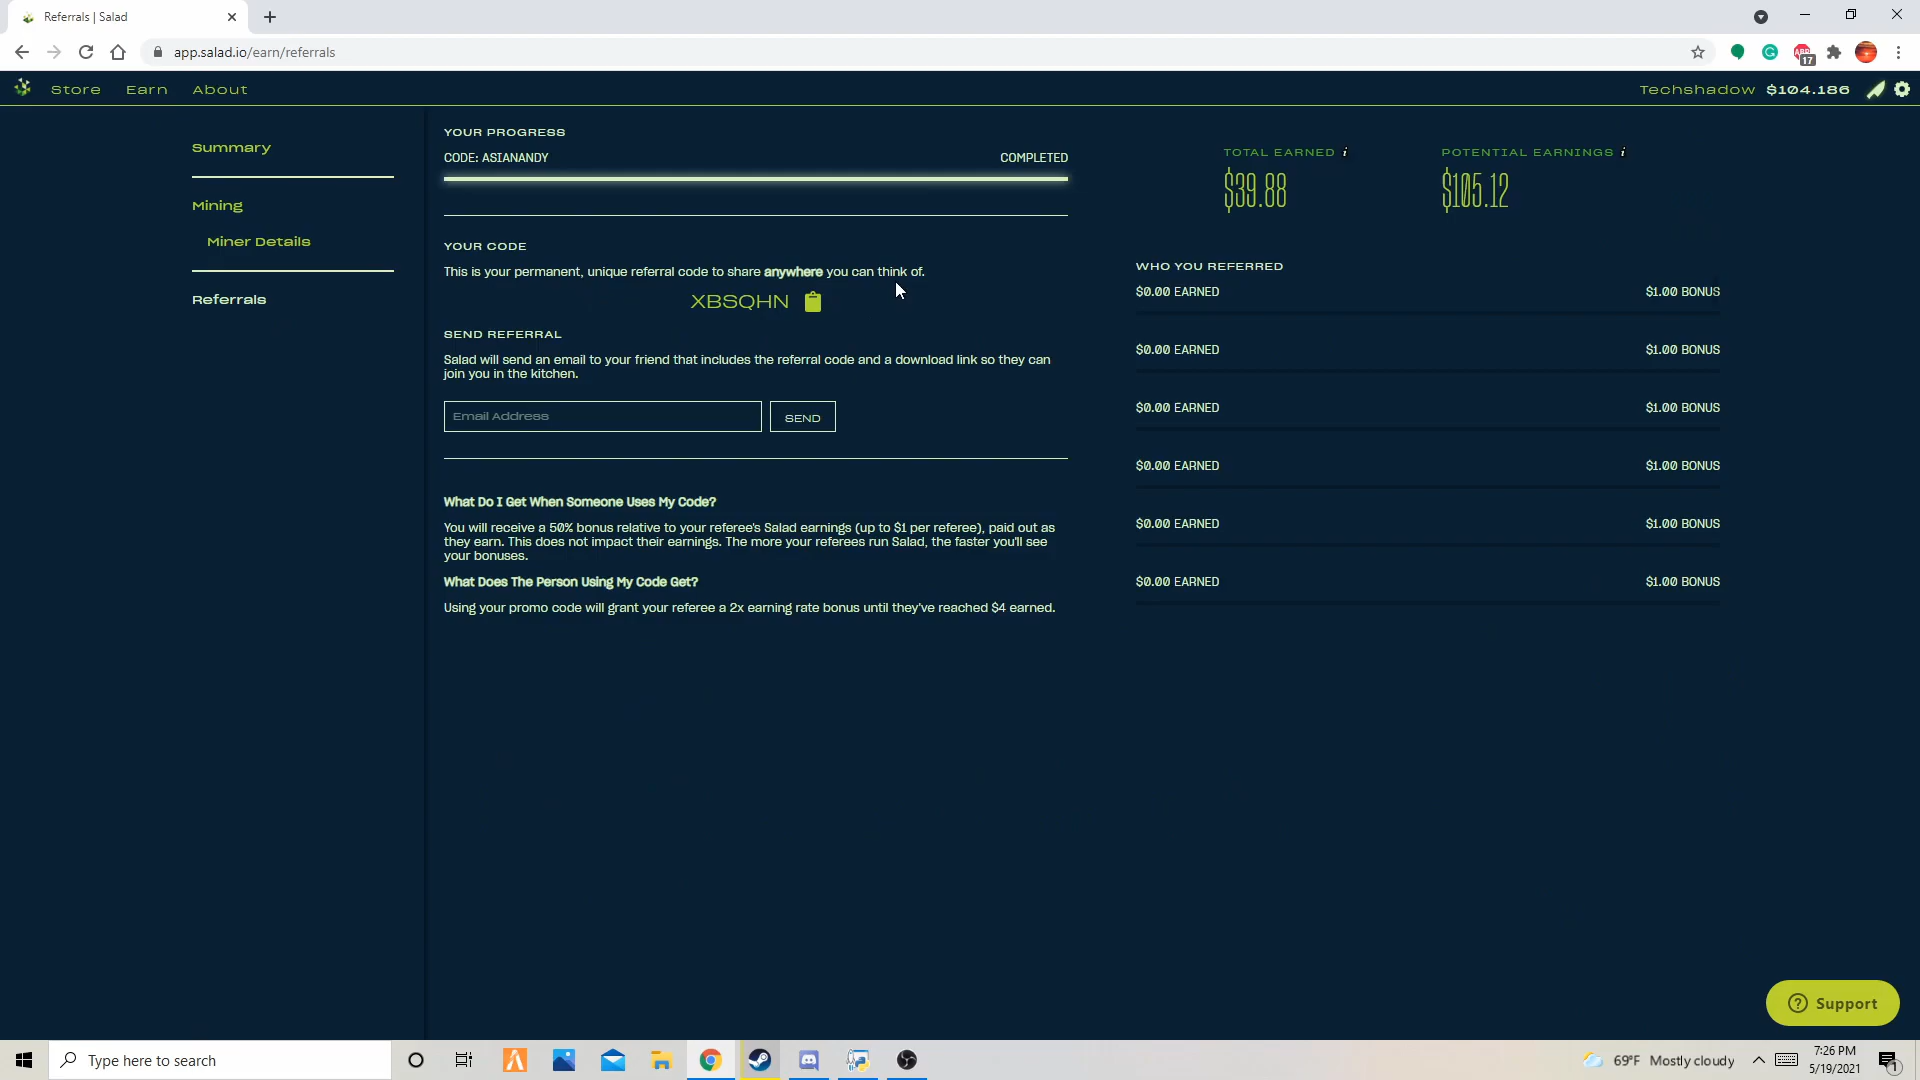 Referrals | Salad
app.salad.io/earn/referrals
ABP
17
Store
Earn
About
Techshadow
$104.186
Summary
Mining
Miner Details
Referrals
YOUR PROGRESS
CODE: ASIANANDY
COMPLETED
YOUR CODE
This is your permanent, unique referral code to share anywhere you can think of.
XBSQHN
SEND REFERRAL
Salad will send an email to your friend that includes the referral code and a download link so they can
join you in the kitchen.
Email Address
SEND
What Do I Get When Someone Uses My Code?
You will receive a 50% bonus relative to your referee's Salad earnings (up to $1 per referee), paid out as
they earn. This does not impact their earnings. The more your referees run Salad, the faster you'll see
your bonuses.
What Does The Person Using My Code Get?
Using your promo code will grant your referee a 2x earning rate bonus until they've reached $4 earned.
TOTAL EARNED i
$39.88
POTENTIAL EARNINGS i
$105.12
WHO YOU REFERRED
$0.00 EARNED
$1.00 BONUS
$0.00 EARNED
$1.00 BONUS
$0.00 EARNED
$1.00 BONUS
$0.00 EARNED
$1.00 BONUS
$0.00 EARNED
$1.00 BONUS
$0.00 EARNED
$1.00 BONUS
Support
Type here to search
69°F Mostly cloudy
7:26 PM
5/19/2021
1